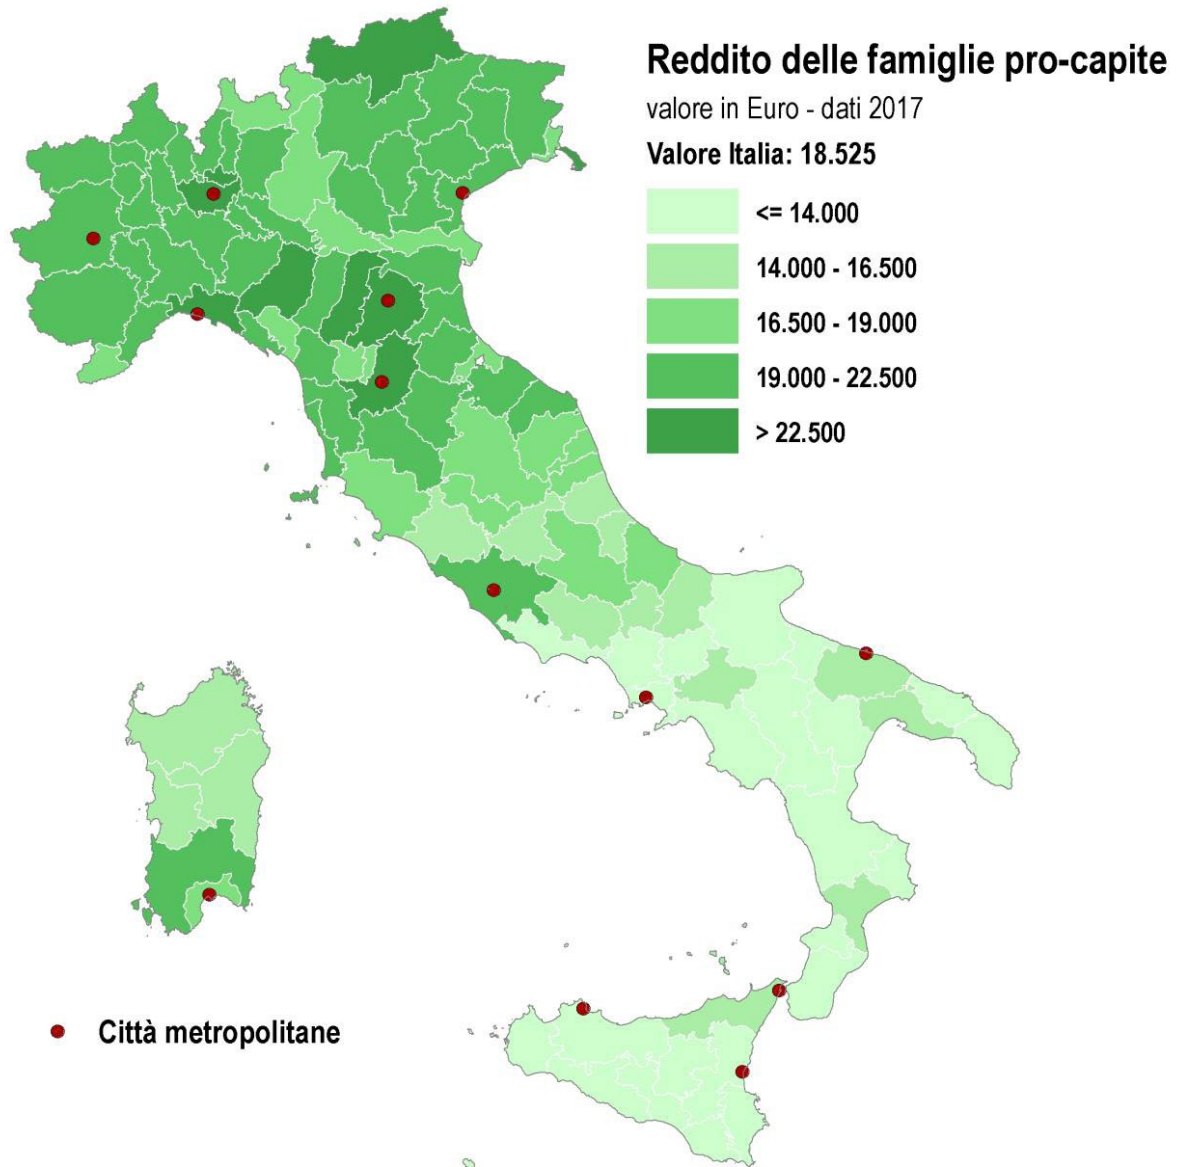 Reddito delle famiglie pro-capite
valore in Euro - dati 2017
Valore Italia: 18.525
<= 14.000
14.000 - 16.500
16.500 - 19.000
19.000 - 22.500
> 22.500
Città metropolitane